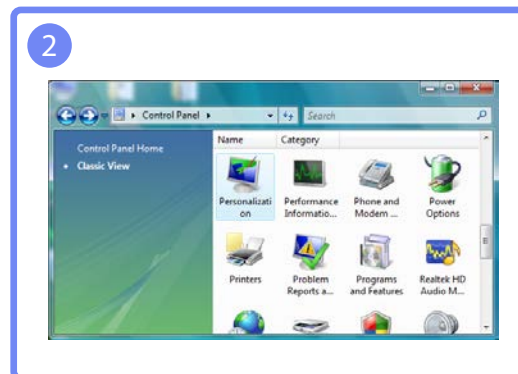 2
Control Panel
Search
Control Panel Home
Classic View
Name Category
Personalizati
on
Performance
Informatio...
Phone and
Modem ...
Power
Options
Printers
Problem
Reports a...
Programs
and Features
Realtek HD
Audio M...